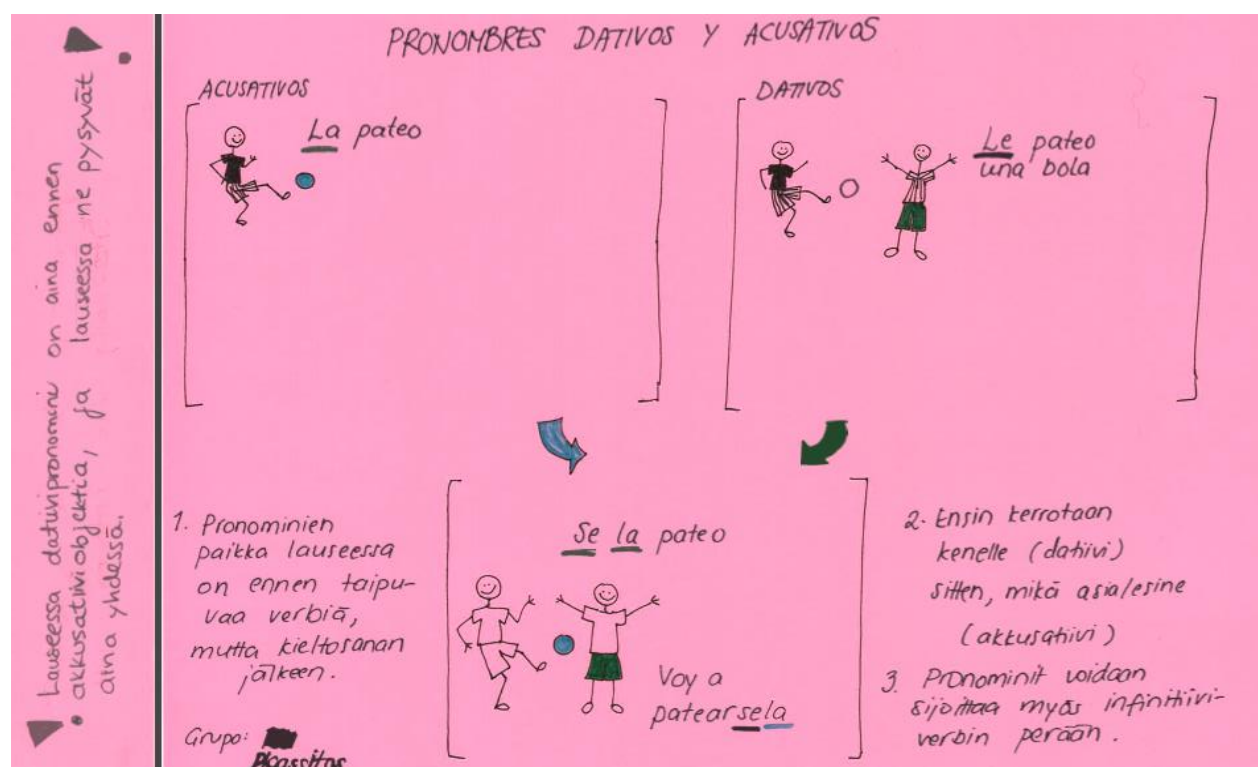 Lauseessa datiivipronomini on aina ennen
akkusatiiviobjektia, ja lauseessa ne pysyvät
aina yhdessä.
PRONOMBRES DATIVOS Y ACUSATIVOS
ACUSATIVOS
La pateo
DATIVOS
Le pateo
una bola
1. Pronominien
paikka lauseessa
on ennen taipu-
vaa verbiä,
mutta kieltosanan
jälkeen.
Grupo:
Picassitos
Se la pateo
Voy a
patearsela
2. Ensin kerrotaan
kenelle (datiivi)
sitten, mikä asia/esine
(akkusatiivi)
3. Pronominit voidaan
sijoittaa myös infinitiivi-
verbin perään.